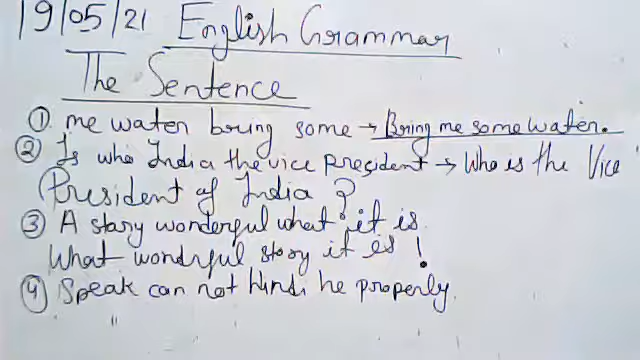 19/05/21 English Grammar
The Sentence
① me water bring some → Bring me some water.
② Is who India the vice President → Who is the Vice
President of India ?
③ A story wonderful what it is.
What wondrful story it is !
④ Speak can not hindi he properly.